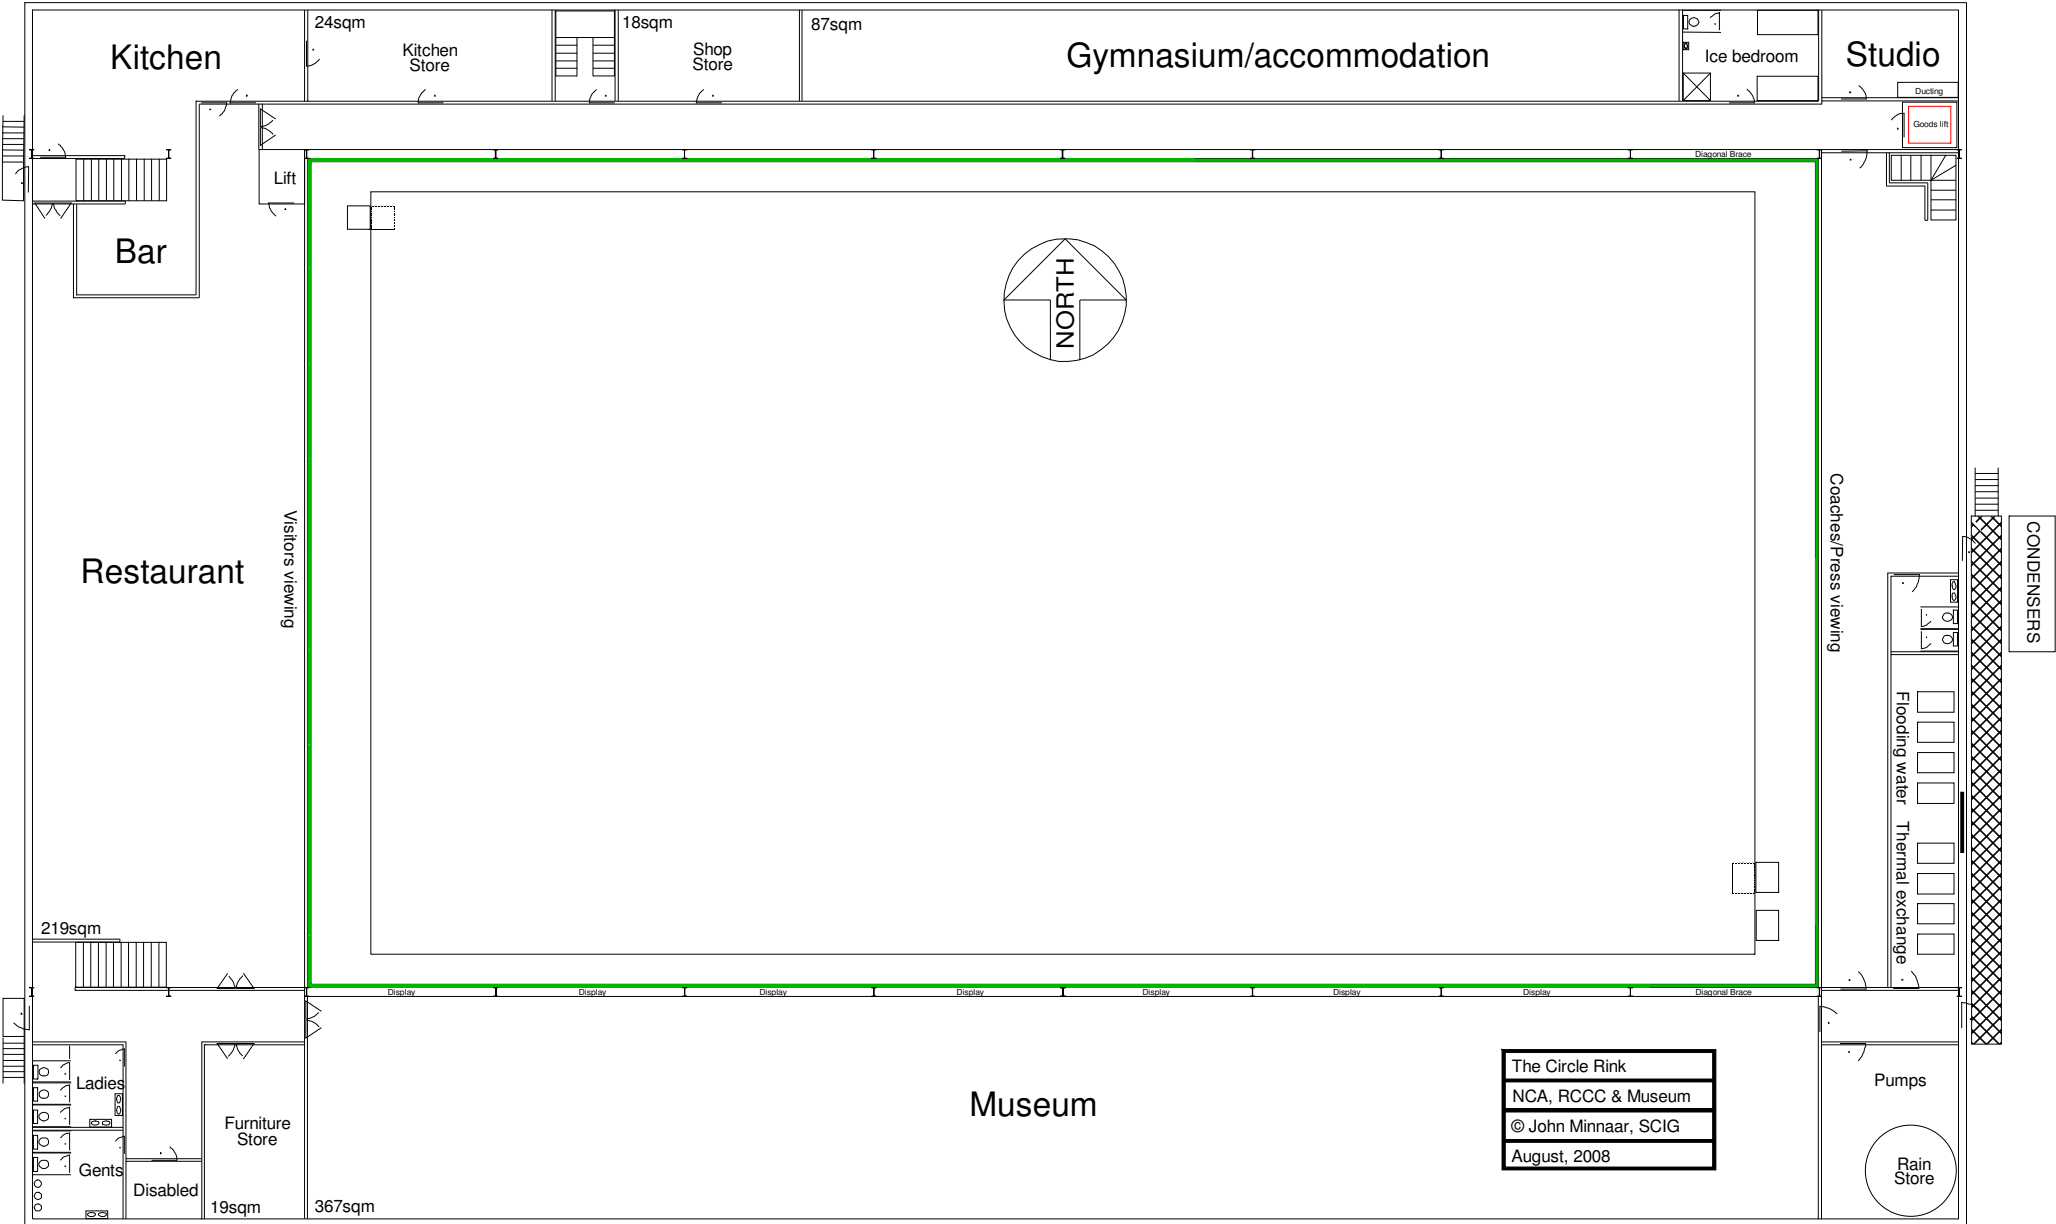 24sqm
18sqm
87sqm
Kitchen
Kitchen
Store
Shop
Store
Gymnasium/accommodation
Ice bedroom
Studio
Ducting
Goods lift
Diagonal Brace
Lift
Bar
NORTH
Visitors viewing
Restaurant
Coaches/Press viewing
CONDENSERS
Flooding water
Thermal exchange
219sqm
Display
Display
Display
Display
Display
Display
Display
Diagonal Brace
Ladies
Gents
Disabled
Furniture
Store
19sqm
367sqm
Museum
The Circle Rink
NCA, RCCC & Museum
© John Minnaar, SCIG
August, 2008
Pumps
Rain
Store